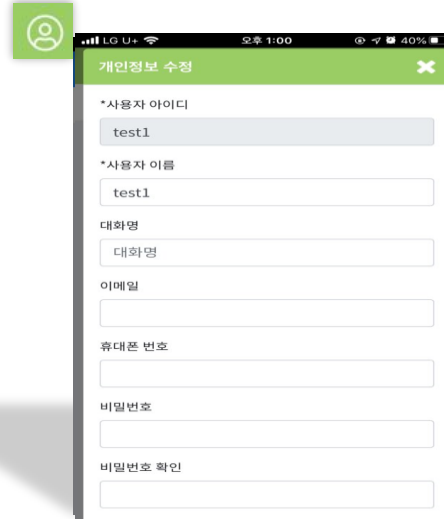 LG U+ 오후 1:00 40%
개인정보 수정
*사용자 아이디
test1
*사용자 이름
test1
대화명
대화명
이메일
휴대폰 번호
비밀번호
비밀번호 확인